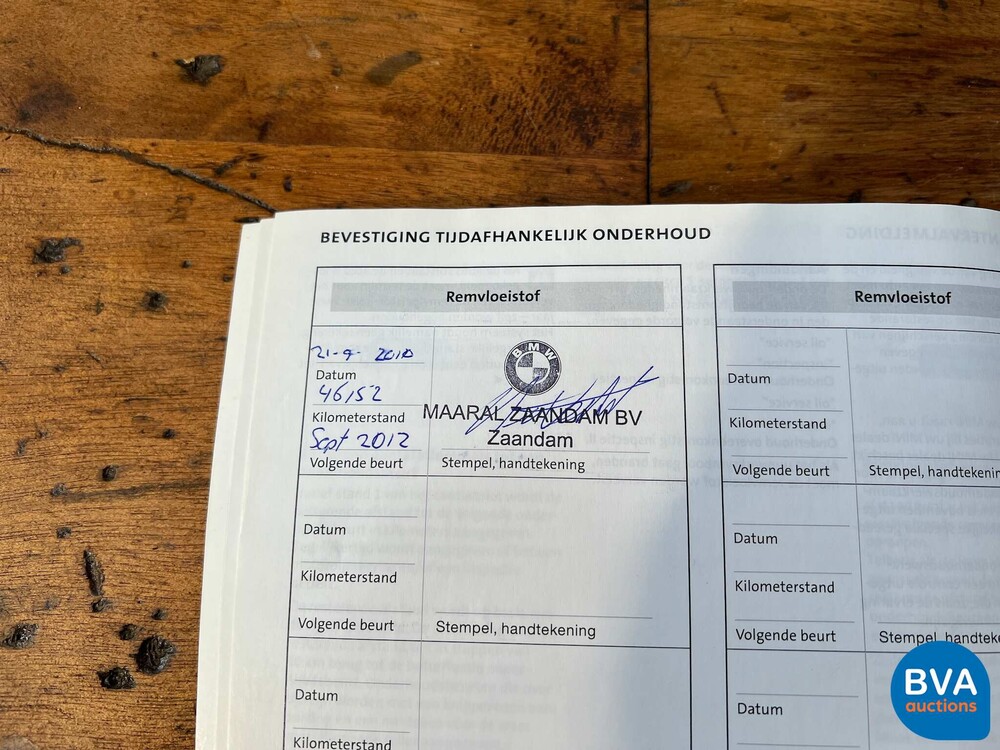 BEVESTIGING TIJDAFHANKELIJK ONDERHOUD
Remvloeistof
21-9-2010
Datum
46152
Kilometerstand
Sept 2012
Volgende beurt
BMW
MAARAL ZAANDAM BV
Zaandam
Stempel, handtekening
Datum
Kilometerstand
Volgende beurt
Stempel, handtekening
Datum
Kilometerstand
Remvloeistof
Datum
Kilometerstand
Volgende beurt
Stempel, handtekening
Datum
Kilometerstand
Volgende beurt
Stempel, handteke
Datum
BVA
auctions